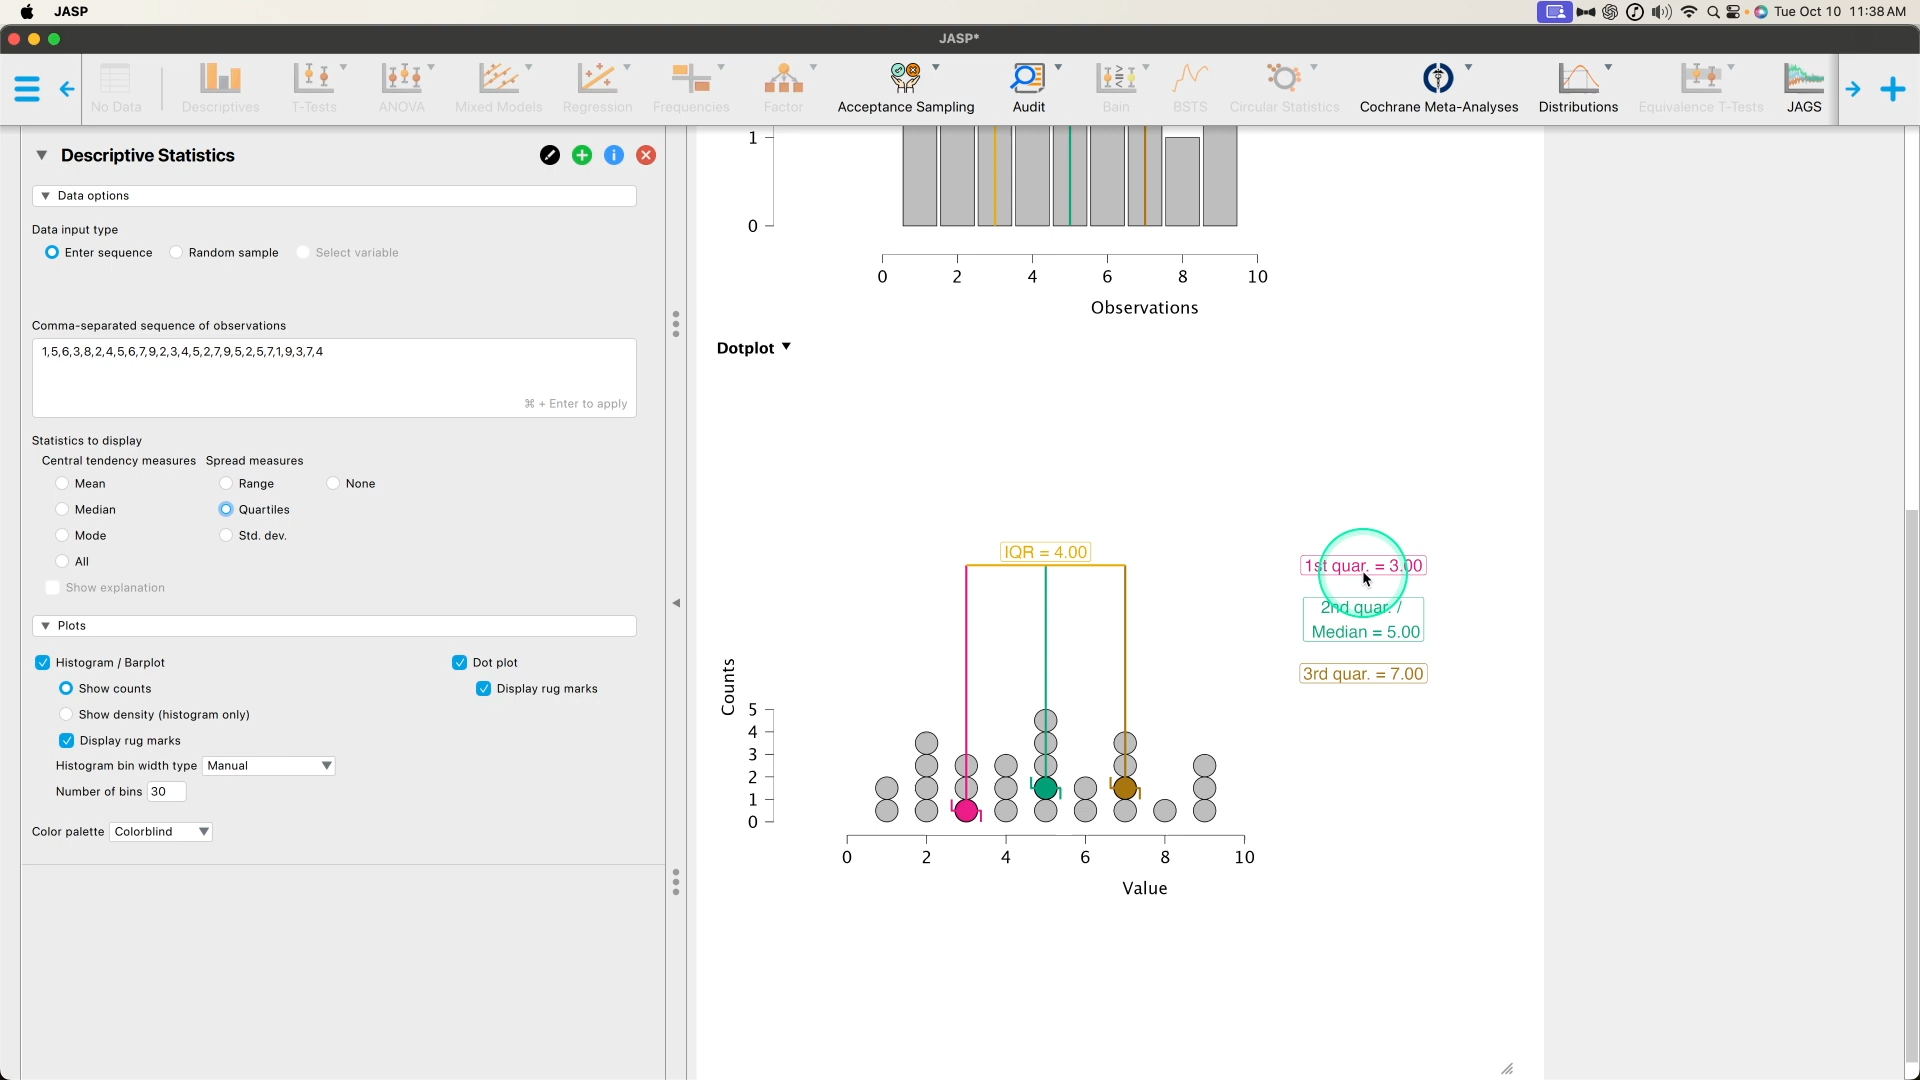 JASP
Tue Oct 10 11:38 AM
JASP*
No Data
Descriptives
T-Tests
ANOVA
Mixed Models
Regression
Frequencies
Factor
Acceptance Sampling
Audit
Bain
BSTS
Circular Statistics
Cochrane Meta-Analyses
Distributions
Equivalence T-Tests
JAGS
Descriptive Statistics
Data options
Data input type
Enter sequence
Random sample
Select variable
Comma-separated sequence of observations
1,5,6,3,8,2,4,5,6,7,9,2,3,4,5,2,7,9,5,2,5,7,1,9,3,7,4
⌘ + Enter to apply
Statistics to display
Central tendency measures
Spread measures
Mean
Range
None
Median
Quartiles
Mode
Std. dev.
All
Show explanation
Plots
Histogram / Barplot
Dot plot
Show counts
Display rug marks
Show density (histogram only)
Display rug marks
Histogram bin width type Manual
Number of bins 30
Color palette Colorblind
1
0
0 2 4 6 8 10
Observations
Dotplot
IQR = 4.00
1st quar. = 3.00
2nd quar. /
Median = 5.00
3rd quar. = 7.00
Counts
5
4
3
2
1
0
0 2 4 6 8 10
Value